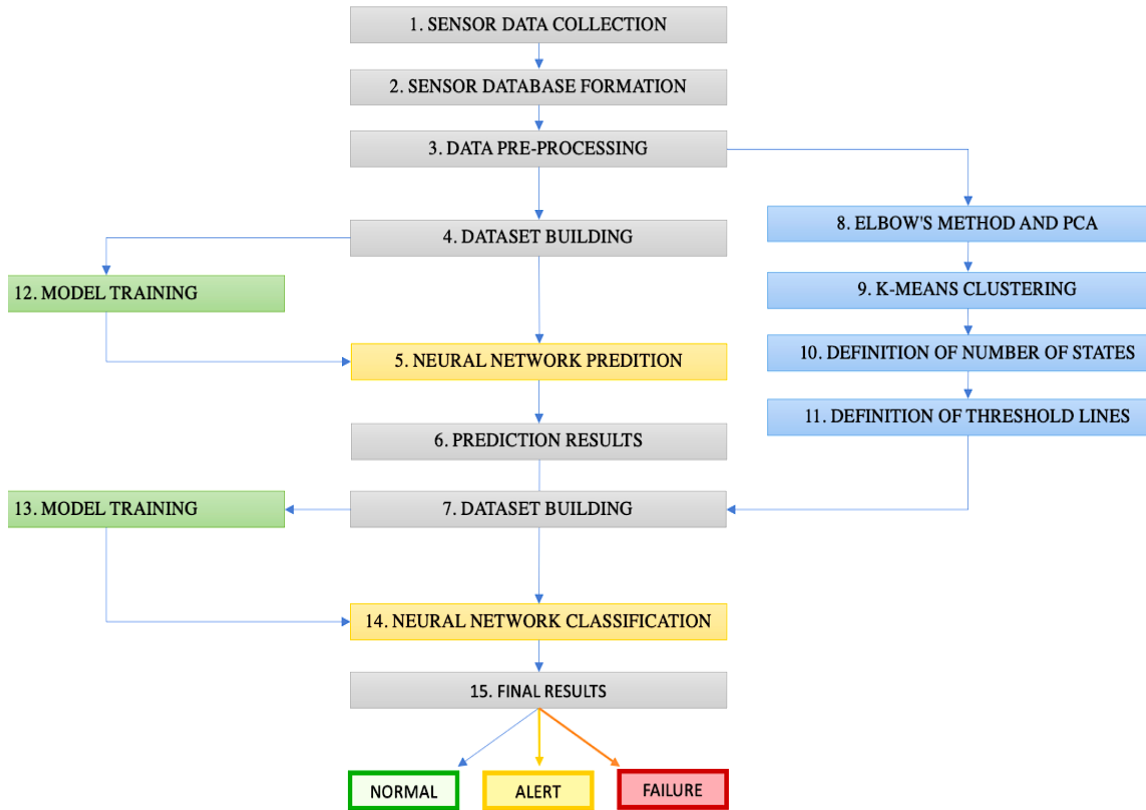 1. SENSOR DATA COLLECTION
2. SENSOR DATABASE FORMATION
3. DATA PRE-PROCESSING
4. DATASET BUILDING
8. ELBOW'S METHOD AND PCA
12. MODEL TRAINING
9. K-MEANS CLUSTERING
5. NEURAL NETWORK PREDITION
10. DEFINITION OF NUMBER OF STATES
11. DEFINITION OF THRESHOLD LINES
6. PREDICTION RESULTS
13. MODEL TRAINING
7. DATASET BUILDING
14. NEURAL NETWORK CLASSIFICATION
15. FINAL RESULTS
NORMAL
ALERT
FAILURE